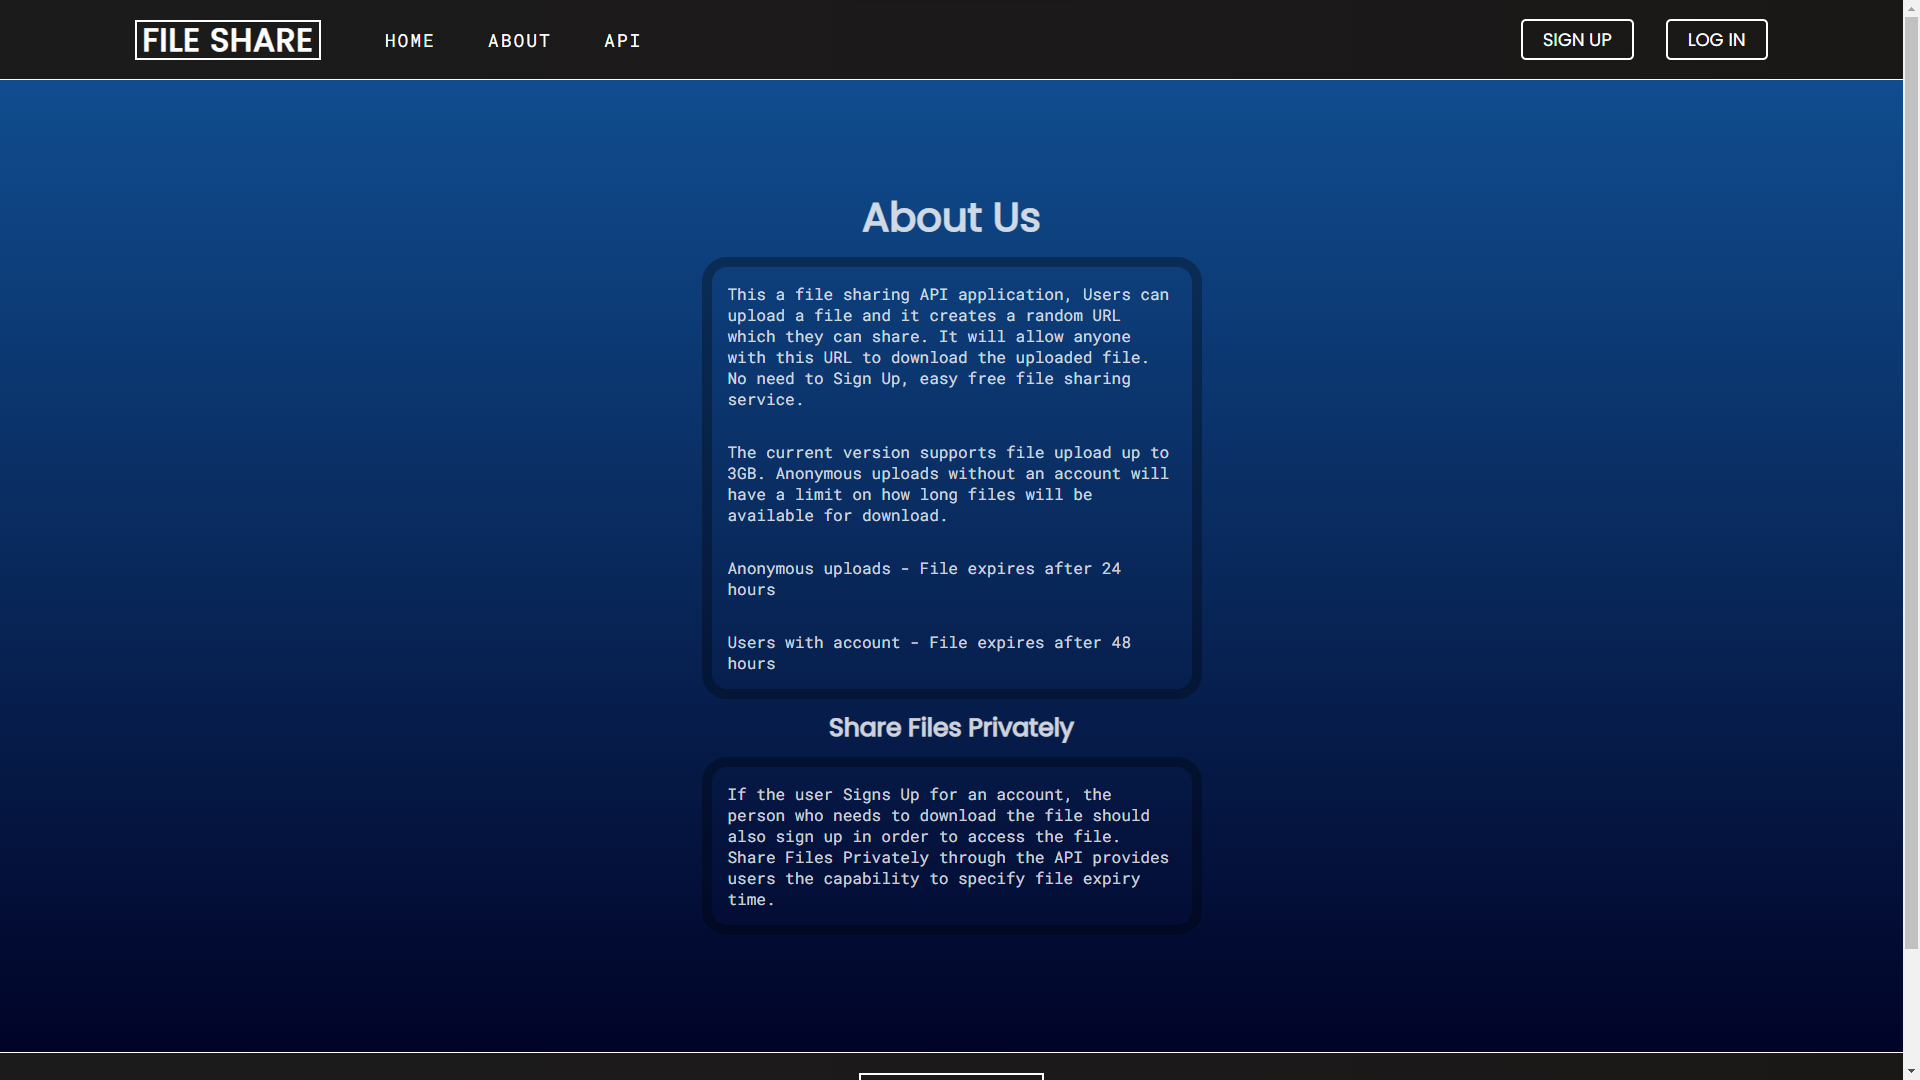 FILE SHARE HOME ABOUT API SIGN UP LOG IN
About Us
This a file sharing API application, Users can
upload a file and it creates a random URL
which they can share. It will allow anyone
with this URL to download the uploaded file.
No need to Sign Up, easy free file sharing
service.
The current version supports file upload up to
3GB. Anonymous uploads without an account will
have a limit on how long files will be
available for download.
Anonymous uploads - File expires after 24
hours
Users with account - File expires after 48
hours
Share Files Privately
If the user Signs Up for an account, the
person who needs to download the file should
also sign up in order to access the file.
Share Files Privately through the API provides
users the capability to specify file expiry
time.